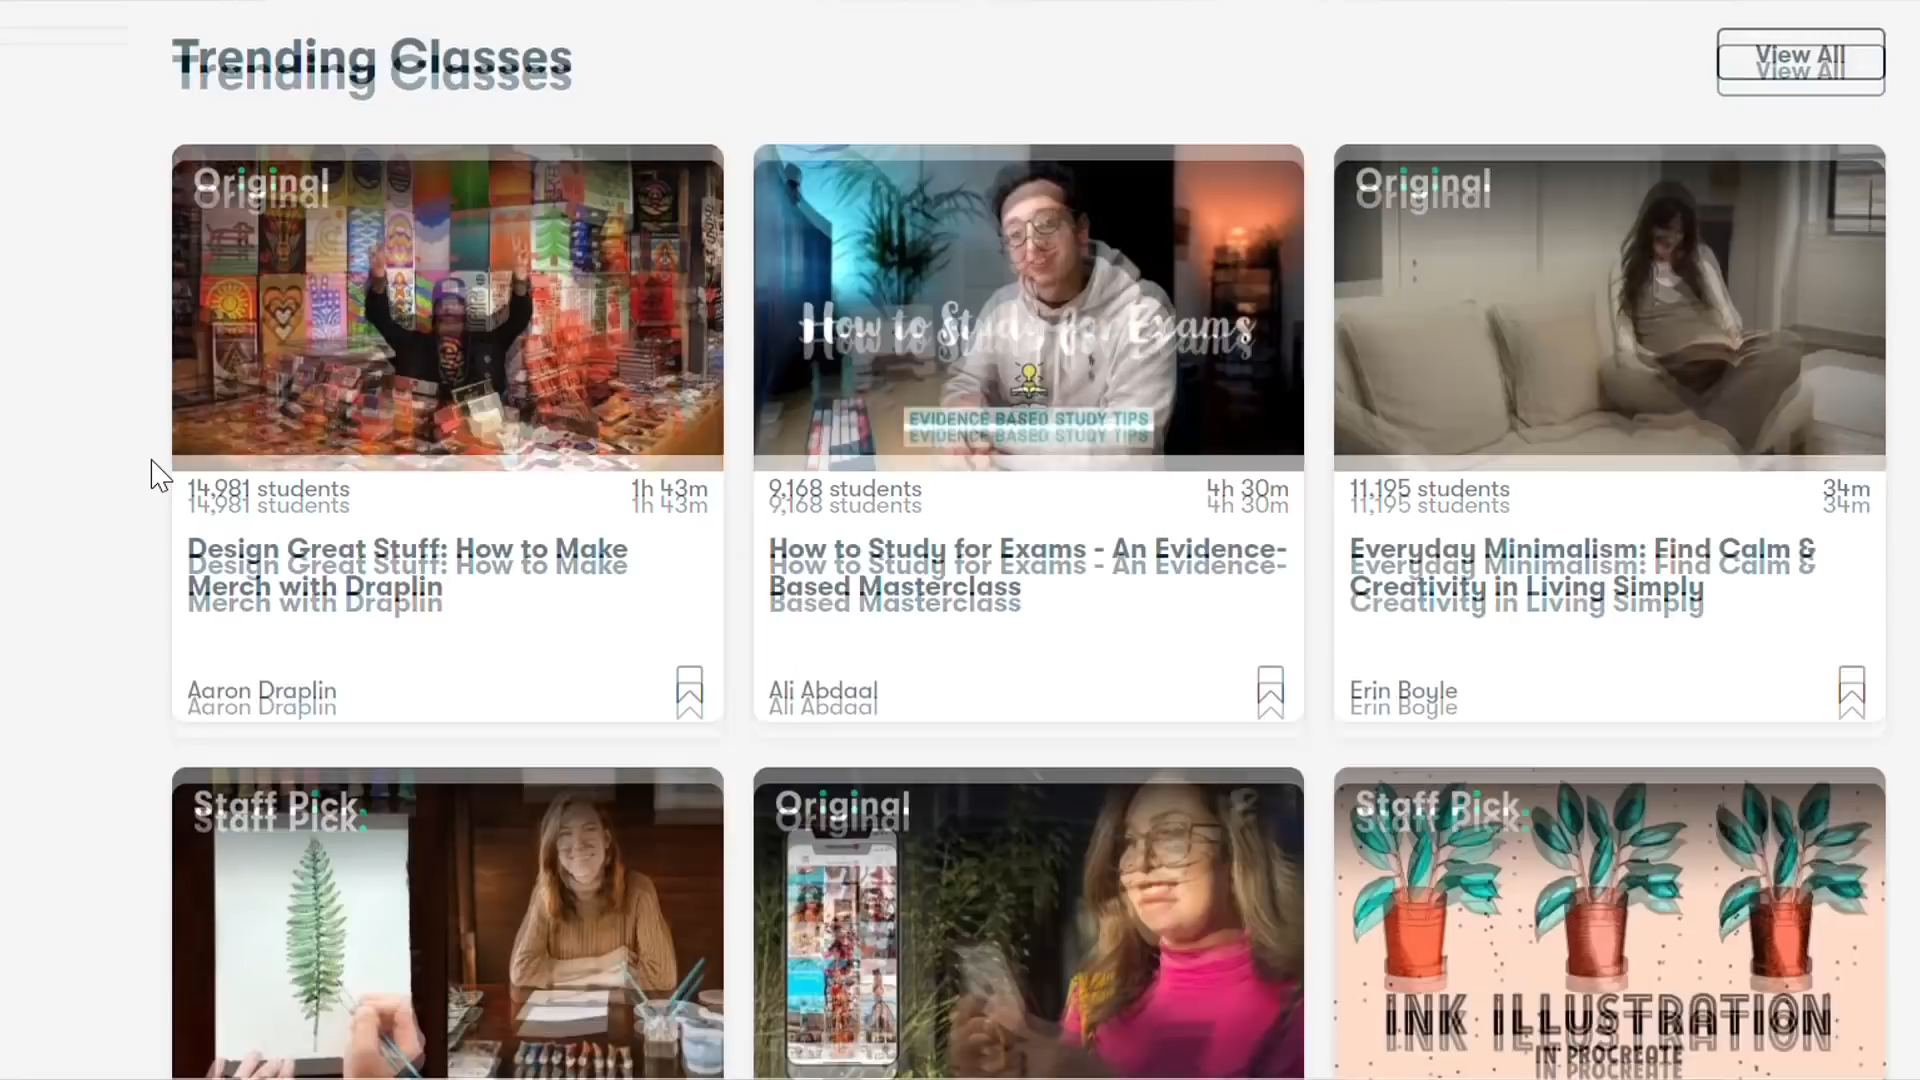 Trending Classes
View All
Original
How to Study for Exams
EVIDENCE BASED STUDY TIPS
Original
14,981 students
1h 43m
9,168 students
4h 30m
11,195 students
34m
Design Great Stuff: How to Make
Merch with Draplin
How to Study for Exams - An Evidence-
Based Masterclass
Everyday Minimalism: Find Calm &
Creativity in Living Simply
Aaron Draplin
Ali Abdaal
Erin Boyle
Staff Pick
Original
Staff Pick
INK ILLUSTRATION
IN PROCREATE